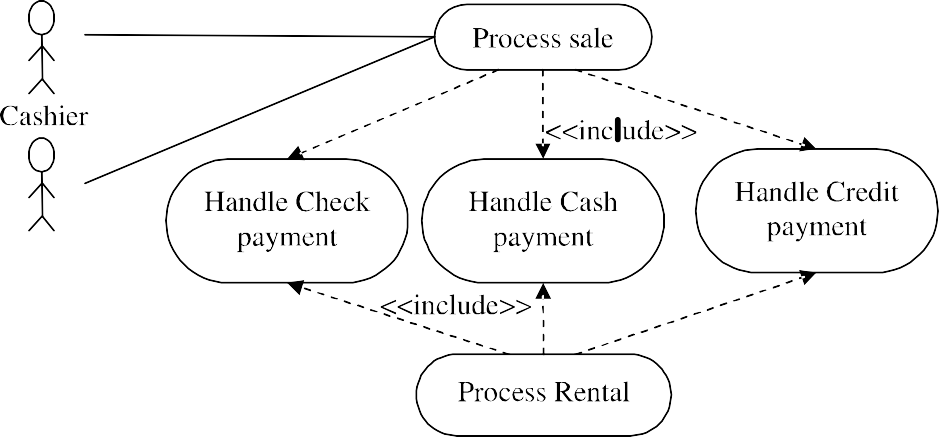 Process sale
Cashier
<<include>>
Handle Check
payment
Handle Cash
payment
Handle Credit
payment
<<include>>
Process Rental